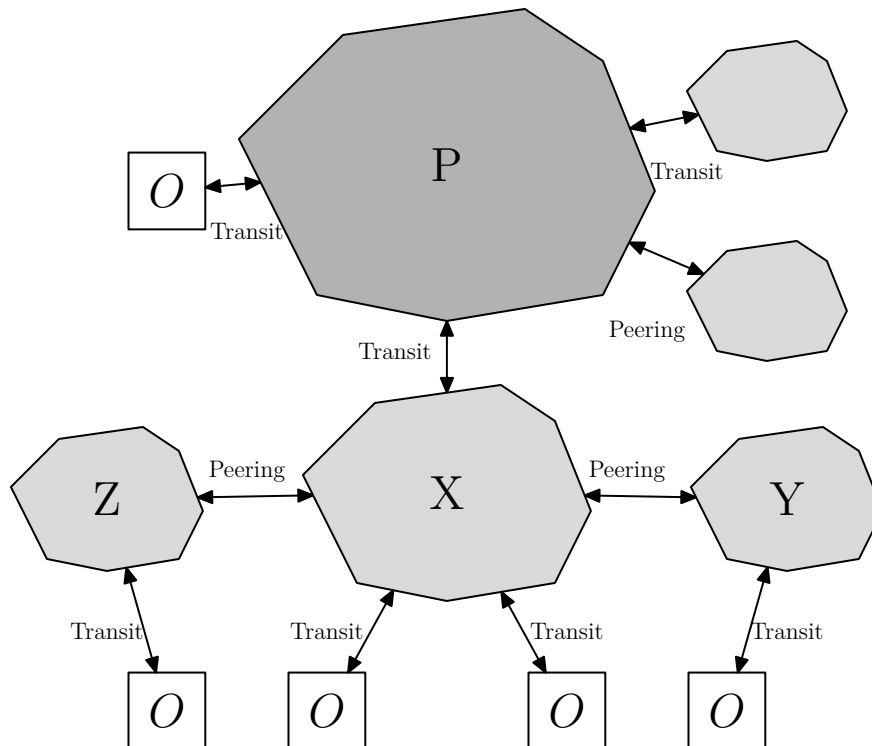 P
O
Transit
Transit
Peering
Transit
Peering
Peering
Z
X
Y
Transit
Transit
Transit
Transit
O
O
O
O